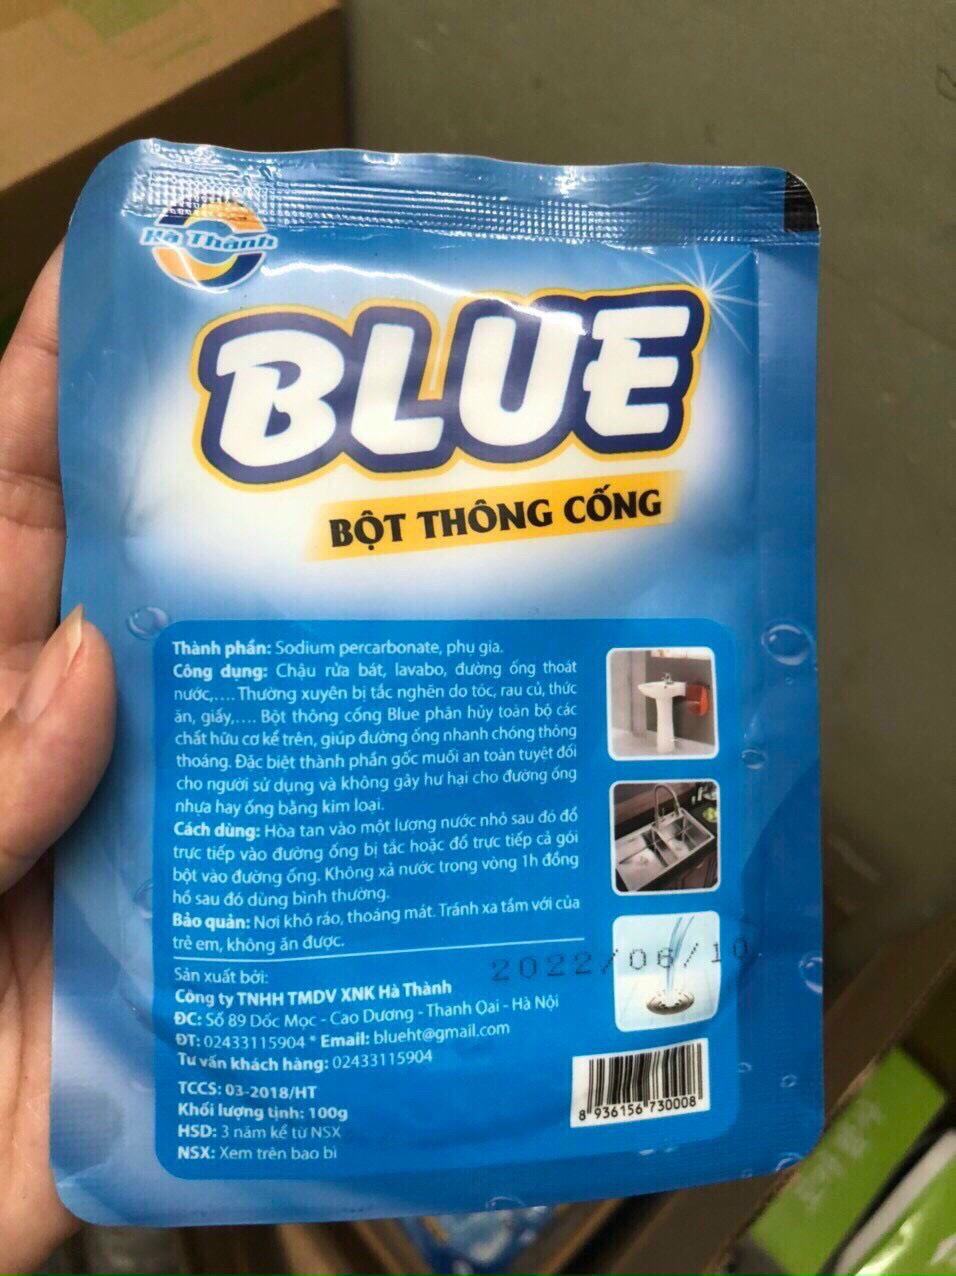 Hà Thành
BLUE
BỘT THÔNG CỐNG
Thành phần: Sodium percarbonate, phụ gia.
Công dụng: Chậu rửa bát, lavabo, đường ống thoát
nước,.... Thường xuyên bị tắc nghẽn do tóc, rau củ, thức
ăn, giấy,.... Bột thông cống Blue phân hủy toàn bộ các
chất hữu cơ kể trên, giúp đường ống nhanh chóng thông
thoáng. Đặc biệt thành phần gốc muối an toàn tuyệt đối
cho người sử dụng và không gây hư hại cho đường ống
nhựa hay ống bằng kim loại.
Cách dùng: Hòa tan vào một lượng nước nhỏ sau đó đổ
trực tiếp vào đường ống bị tắc hoặc đổ trực tiếp cả gói
bột vào đường ống. Không xả nước trong vòng 1h đồng
hồ sau đó dùng bình thường.
Bảo quản: Nơi khô ráo, thoáng mát. Tránh xa tầm với của
trẻ em, không ăn được.
2022/06/10
Sản xuất bởi:
Công ty TNHH TMDV XNK Hà Thành
ĐC: Số 89 Dốc Mọc - Cao Dương - Thanh Oai - Hà Nội
ĐT: 02433115904 * Email: blueht@gmail.com
Tư vấn khách hàng: 02433115904
TCCS: 03-2018/HT
Khối lượng tịnh: 100g
HSD: 3 năm kể từ NSX
NSX: Xem trên bao bì
8 936156 730008